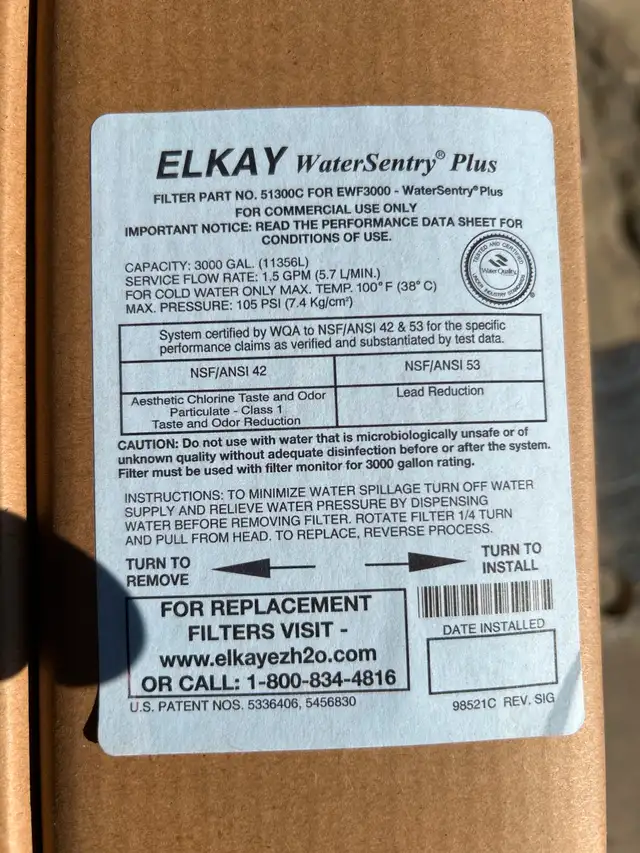 ELKAY WaterSentry® Plus
FILTER PART NO. 51300C FOR EWF3000 - WaterSentry® Plus
FOR COMMERCIAL USE ONLY
IMPORTANT NOTICE: READ THE PERFORMANCE DATA SHEET FOR
CONDITIONS OF USE.
CAPACITY: 3000 GAL. (11356L)
SERVICE FLOW RATE: 1.5 GPM (5.7 L/MIN.)
FOR COLD WATER ONLY MAX. TEMP. 100°F (38°C)
MAX. PRESSURE: 105 PSI (7.4 Kg/cm²)
TESTED AND CERTIFIED
Water Quality
UNDER INDUSTRY STANDARDS
System certified by WQA to NSF/ANSI 42 & 53 for the specific
performance claims as verified and substantiated by test data.
NSF/ANSI 42
NSF/ANSI 53
Aesthetic Chlorine Taste and Odor
Particulate - Class 1
Taste and Odor Reduction
Lead Reduction
CAUTION: Do not use with water that is microbiologically unsafe or of
unknown quality without adequate disinfection before or after the system.
Filter must be used with filter monitor for 3000 gallon rating.
INSTRUCTIONS: TO MINIMIZE WATER SPILLAGE TURN OFF WATER
SUPPLY AND RELIEVE WATER PRESSURE BY DISPENSING
WATER BEFORE REMOVING FILTER. ROTATE FILTER 1/4 TURN
AND PULL FROM HEAD. TO REPLACE, REVERSE PROCESS.
TURN TO
REMOVE
TURN TO
INSTALL
FOR REPLACEMENT
FILTERS VISIT -
www.elkayezh2o.com
OR CALL: 1-800-834-4816
DATE INSTALLED
U.S. PATENT NOS. 5336406, 5456830
98521C REV. SIG